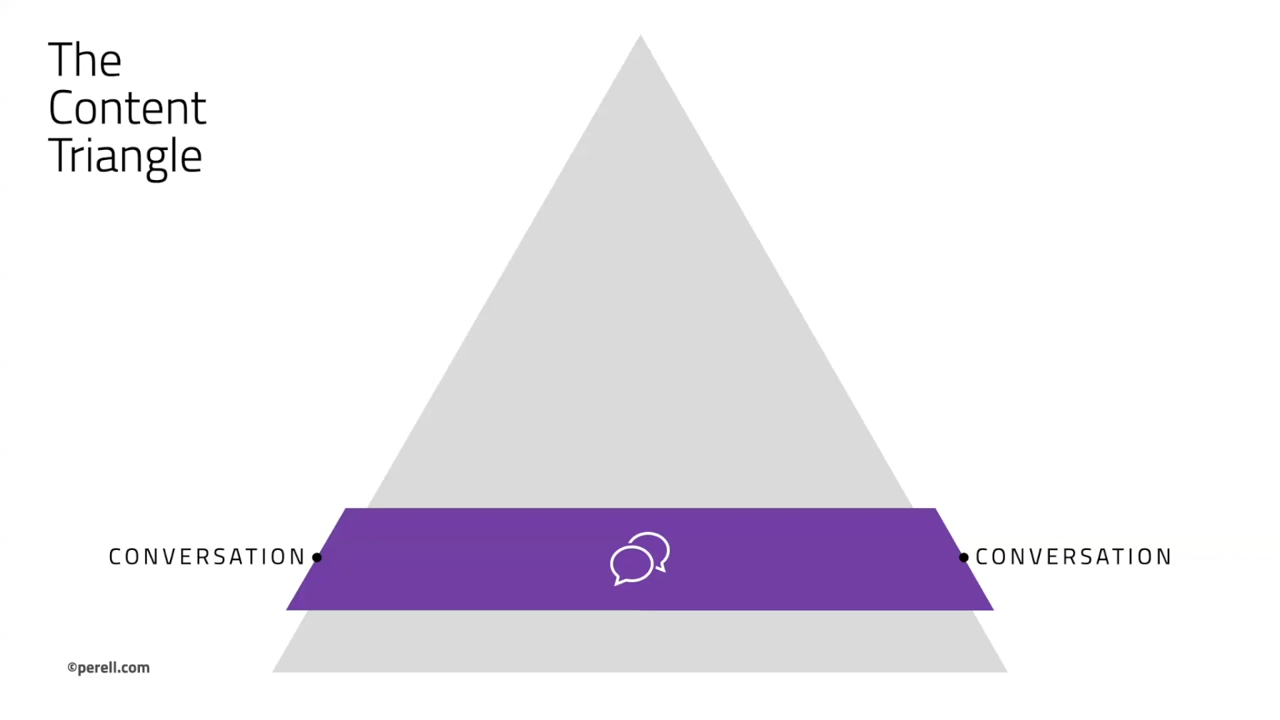 The
Content
Triangle
CONVERSATION
CONVERSATION
©perell.com